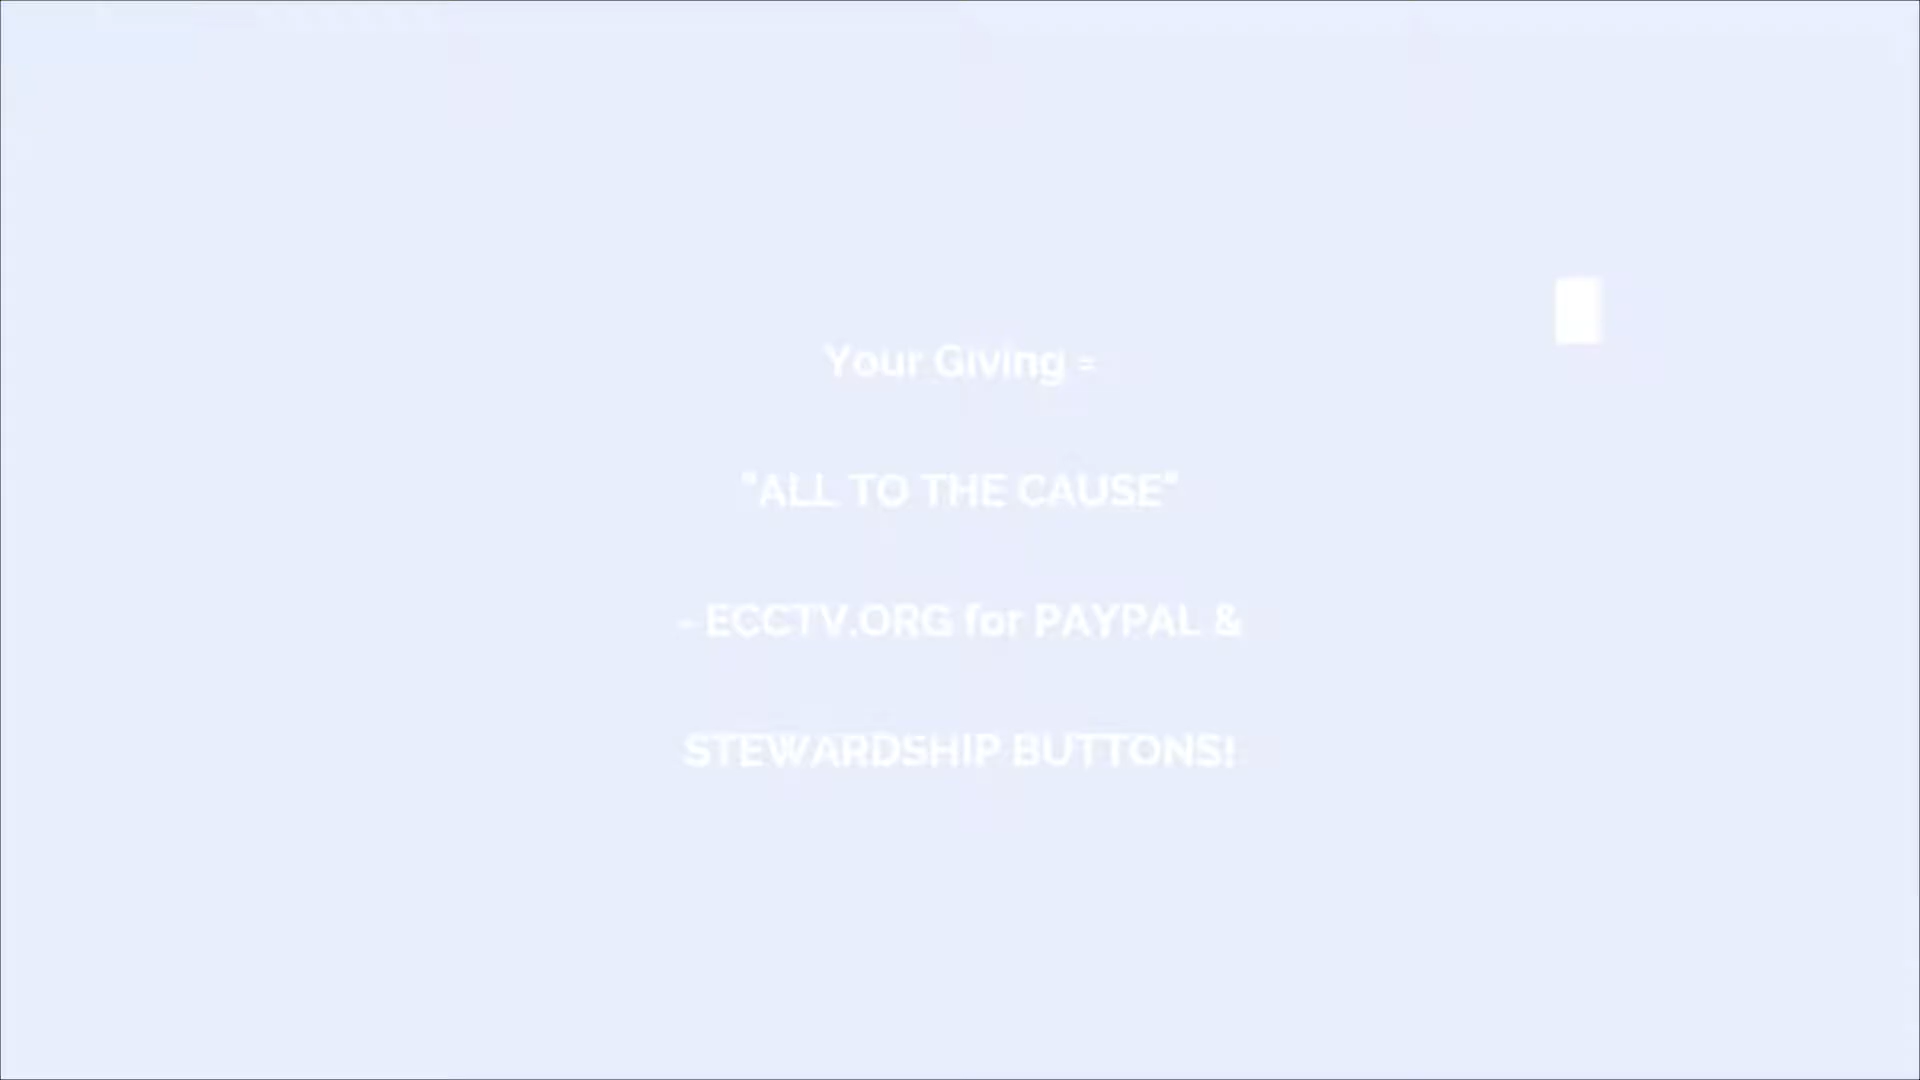 Your Giving =
"ALL TO THE CAUSE"
- ECCTV.ORG for PAYPAL &
STEWARDSHIP BUTTONS!